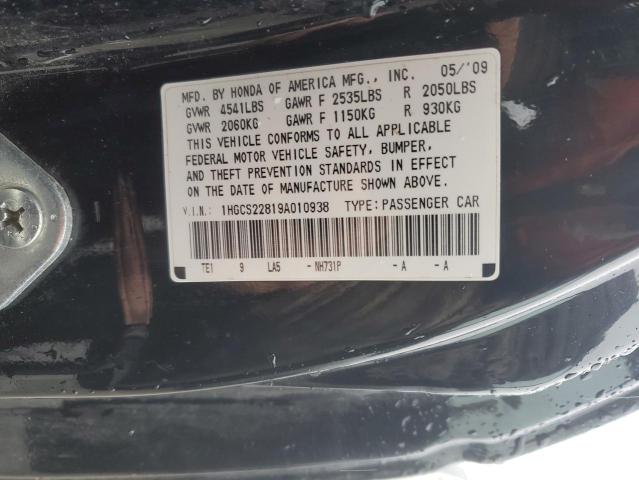 MFD. BY HONDA OF AMERICA MFG., INC. 05/'09
GVWR 4541LBS GAWR F 2535LBS R 2050LBS
GVWR 2060KG GAWR F 1150KG R 930KG
THIS VEHICLE CONFORMS TO ALL APPLICABLE
FEDERAL MOTOR VEHICLE SAFETY, BUMPER,
AND THEFT PREVENTION STANDARDS IN EFFECT
ON THE DATE OF MANUFACTURE SHOWN ABOVE.
V.I.N.: 1HGCS22819A010938 TYPE: PASSENGER CAR
TE1 9 LA5 - NH731P - A - A